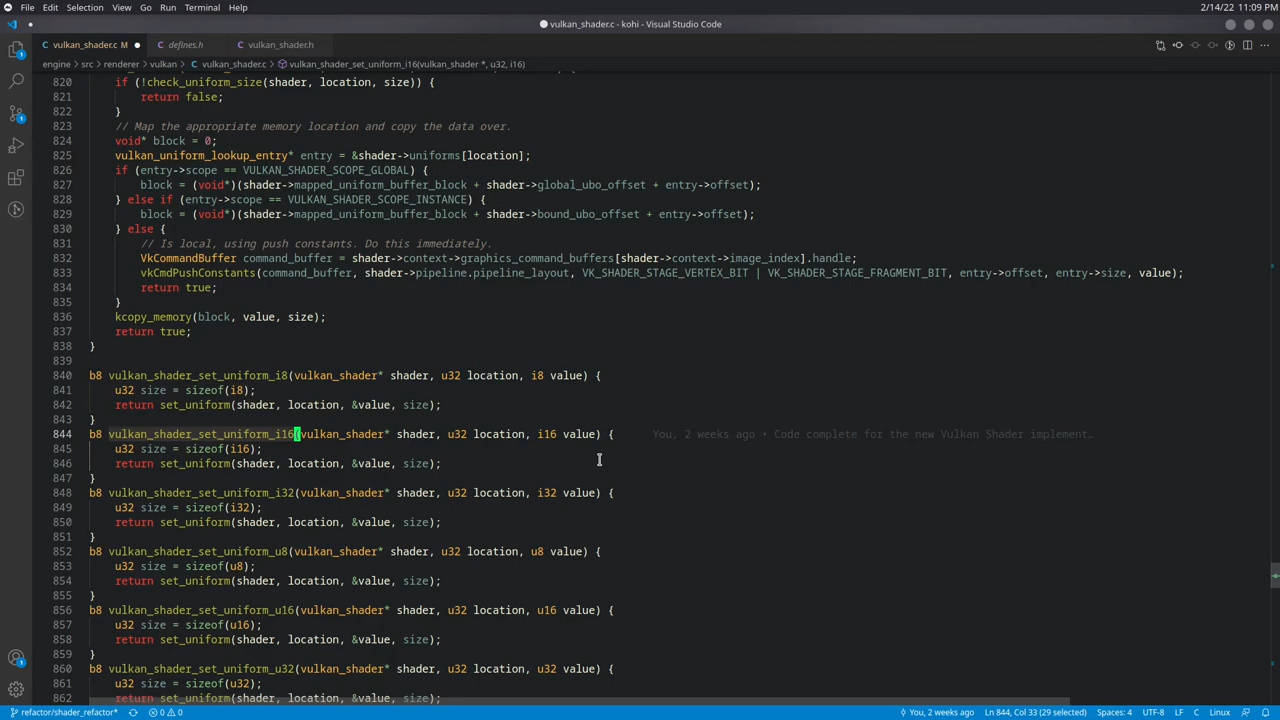 File Edit Selection View Go Run Terminal Help 2/14/22 11:09 PM
vulkan_shader.c - kohi - Visual Studio Code
vulkan_shader.c M defines.h vulkan_shader.h
engine > src > renderer > vulkan > vulkan_shader.c > vulkan_shader_set_uniform_i16(vulkan_shader *, u32, i16)
820 if (!check_uniform_size(shader, location, size)) {
821 return false;
822 }
823 // Map the appropriate memory location and copy the data over.
824 void* block = 0;
825 vulkan_uniform_lookup_entry* entry = &shader->uniforms[location];
826 if (entry->scope == VULKAN_SHADER_SCOPE_GLOBAL) {
827 block = (void*)(shader->mapped_uniform_buffer_block + shader->global_ubo_offset + entry->offset);
828 } else if (entry->scope == VULKAN_SHADER_SCOPE_INSTANCE) {
829 block = (void*)(shader->mapped_uniform_buffer_block + shader->bound_ubo_offset + entry->offset);
830 } else {
831 // Is local, using push constants. Do this immediately.
832 VkCommandBuffer command_buffer = shader->context->graphics_command_buffers[shader->context->image_index].handle;
833 vkCmdPushConstants(command_buffer, shader->pipeline.pipeline_layout, VK_SHADER_STAGE_VERTEX_BIT | VK_SHADER_STAGE_FRAGMENT_BIT, entry->offset, entry->size, value);
834 return true;
835 }
836 kcopy_memory(block, value, size);
837 return true;
838 }
839
840 b8 vulkan_shader_set_uniform_i8(vulkan_shader* shader, u32 location, i8 value) {
841 u32 size = sizeof(i8);
842 return set_uniform(shader, location, &value, size);
843 }
844 b8 vulkan_shader_set_uniform_i16(vulkan_shader* shader, u32 location, i16 value) { You, 2 weeks ago • Code complete for the new Vulkan Shader implement…
845 u32 size = sizeof(i16);
846 return set_uniform(shader, location, &value, size);
847 }
848 b8 vulkan_shader_set_uniform_i32(vulkan_shader* shader, u32 location, i32 value) {
849 u32 size = sizeof(i32);
850 return set_uniform(shader, location, &value, size);
851 }
852 b8 vulkan_shader_set_uniform_u8(vulkan_shader* shader, u32 location, u8 value) {
853 u32 size = sizeof(u8);
854 return set_uniform(shader, location, &value, size);
855 }
856 b8 vulkan_shader_set_uniform_u16(vulkan_shader* shader, u32 location, u16 value) {
857 u32 size = sizeof(u16);
858 return set_uniform(shader, location, &value, size);
859 }
860 b8 vulkan_shader_set_uniform_u32(vulkan_shader* shader, u32 location, u32 value) {
861 u32 size = sizeof(u32);
862 return set_uniform(shader, location, &value, size);
refactor/shader_refactor* 0 0 You, 2 weeks ago Ln 844, Col 33 (29 selected) Spaces: 4 UTF-8 LF C Linux